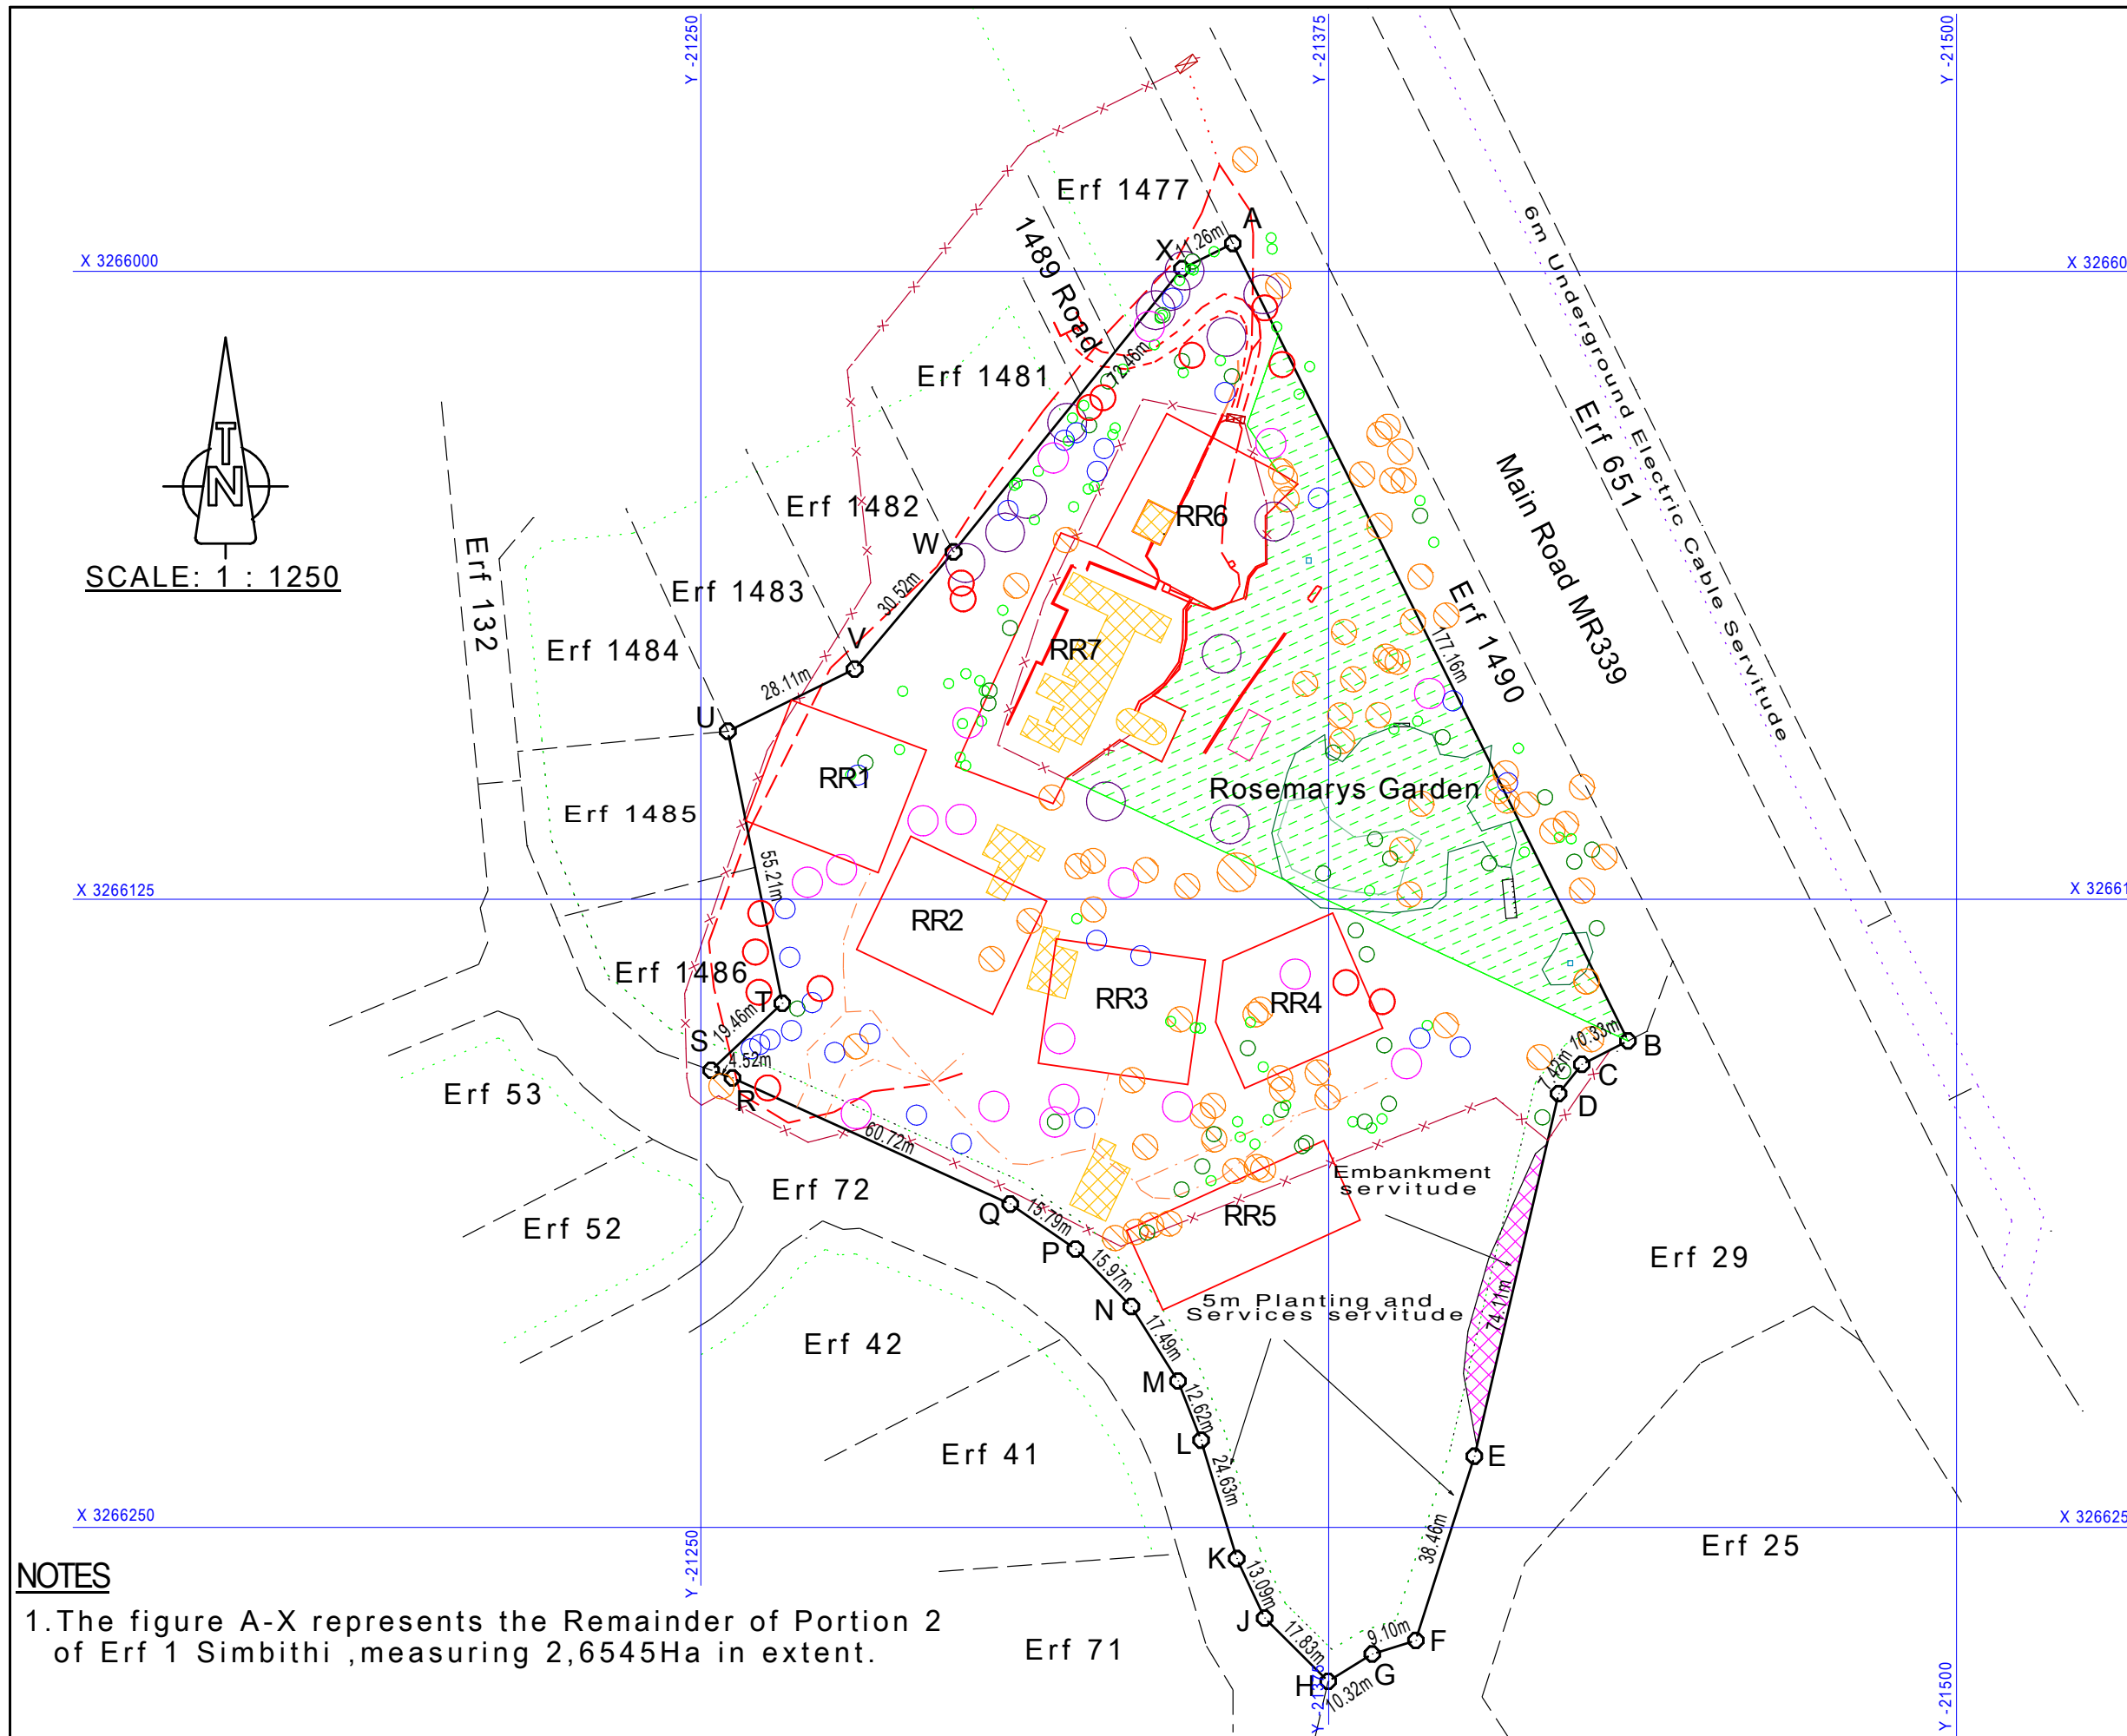 Y -21250
Y -21375
Y -21500
Erf 1477
A
X
11.26m
X 3266000
X 32660
1489 Road
6m Underground Electric Cable Servitude
72.46m
Erf 1481
Erf 651
Main Road MR339
T
N
SCALE: 1 : 1250
Erf 1482
RR6
W
Erf 132
Erf 1483
30.52m
Erf 1490
Erf 1484
V
RR7
177.16m
28.11m
U
RR1
Rosemarys Garden
Erf 1485
55.21m
X 3266125
X 32661
RR2
Erf 1486
T
RR3
RR4
19.46m
S
4.52m
R
10.33m
B
7.42m
C
D
Erf 53
60.72m
Embankment
servitude
Erf 72
Q
15.79m
RR5
Erf 52
P
Erf 29
15.97m
N
5m Planting and
Services servitude
74.11m
17.49m
Erf 42
M
12.62m
L
Erf 41
24.63m
E
X 3266250
X 326625
38.46m
Erf 25
K
Y -21250
13.09m
NOTES
1.The figure A-X represents the Remainder of Portion 2
of Erf 1 Simbithi ,measuring 2,6545Ha in extent.
J
17.83m
9.10m
F
Erf 71
G
H
10.32m
Y -21375
Y -21500